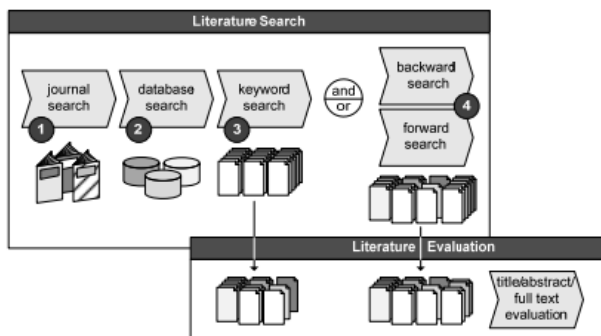 Literature Search
journal
search
1
database
search
2
keyword
search
3
and
or
backward
search
4
forward
search
Literature Evaluation
title/abstract/
full text
evaluation